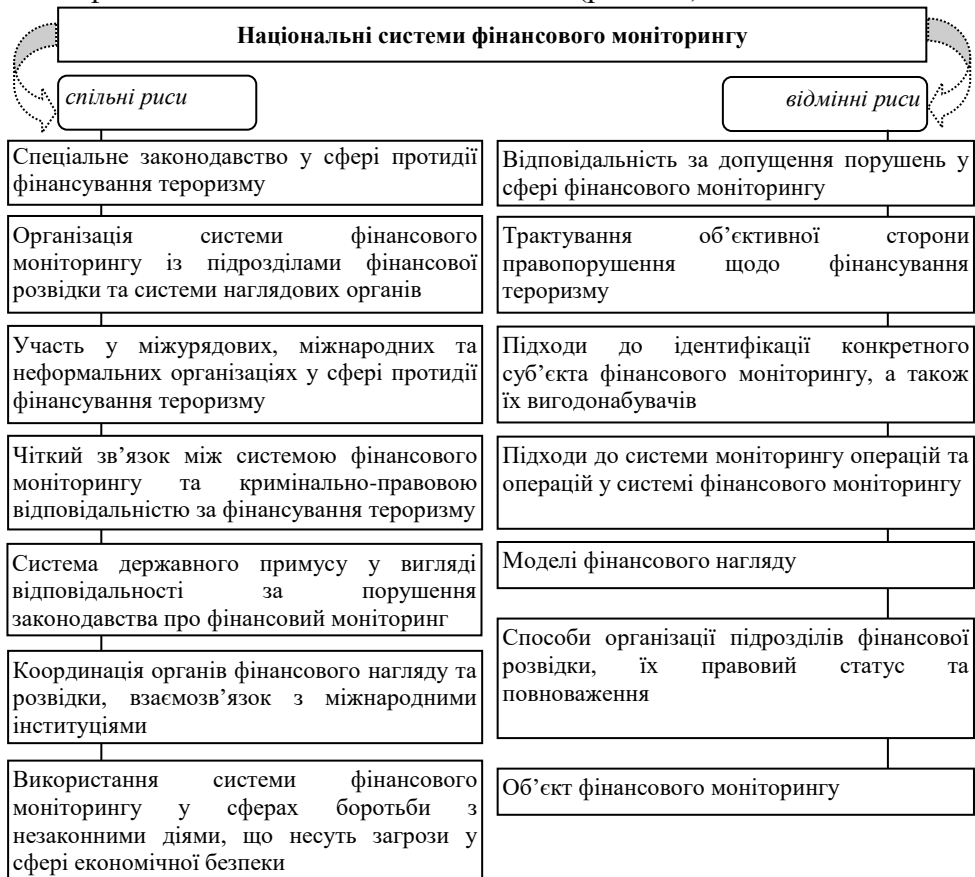 Національні системи фінансового моніторингу
спільні риси
Спеціальне законодавство у сфері протидії
фінансування тероризму
Організація системи фінансового
моніторингу із підрозділами фінансової
розвідки та системи наглядових органів
Участь у міжурядових, міжнародних та
неформальних організаціях у сфері протидії
фінансування тероризму
Чіткий зв’язок між системою фінансового
моніторингу та кримінально-правовою
відповідальністю за фінансування тероризму
Система державного примусу у вигляді
відповідальності за порушення
законодавства про фінансовий моніторинг
Координація органів фінансового нагляду та
розвідки, взаємозв’язок з міжнародними
інституціями
Використання системи фінансового
моніторингу у сферах боротьби з
незаконними діями, що несуть загрози у
сфері економічної безпеки
відмінні риси
Відповідальність за допущення порушень у
сфері фінансового моніторингу
Трактування об’єктивної сторони
правопорушення щодо фінансування
тероризму
Підходи до ідентифікації конкретного
суб’єкта фінансового моніторингу, а також
їх вигодонабувачів
Підходи до системи моніторингу операцій та
операцій у системі фінансового моніторингу
Моделі фінансового нагляду
Способи організації підрозділів фінансової
розвідки, їх правовий статус та
повноваження
Об’єкт фінансового моніторингу